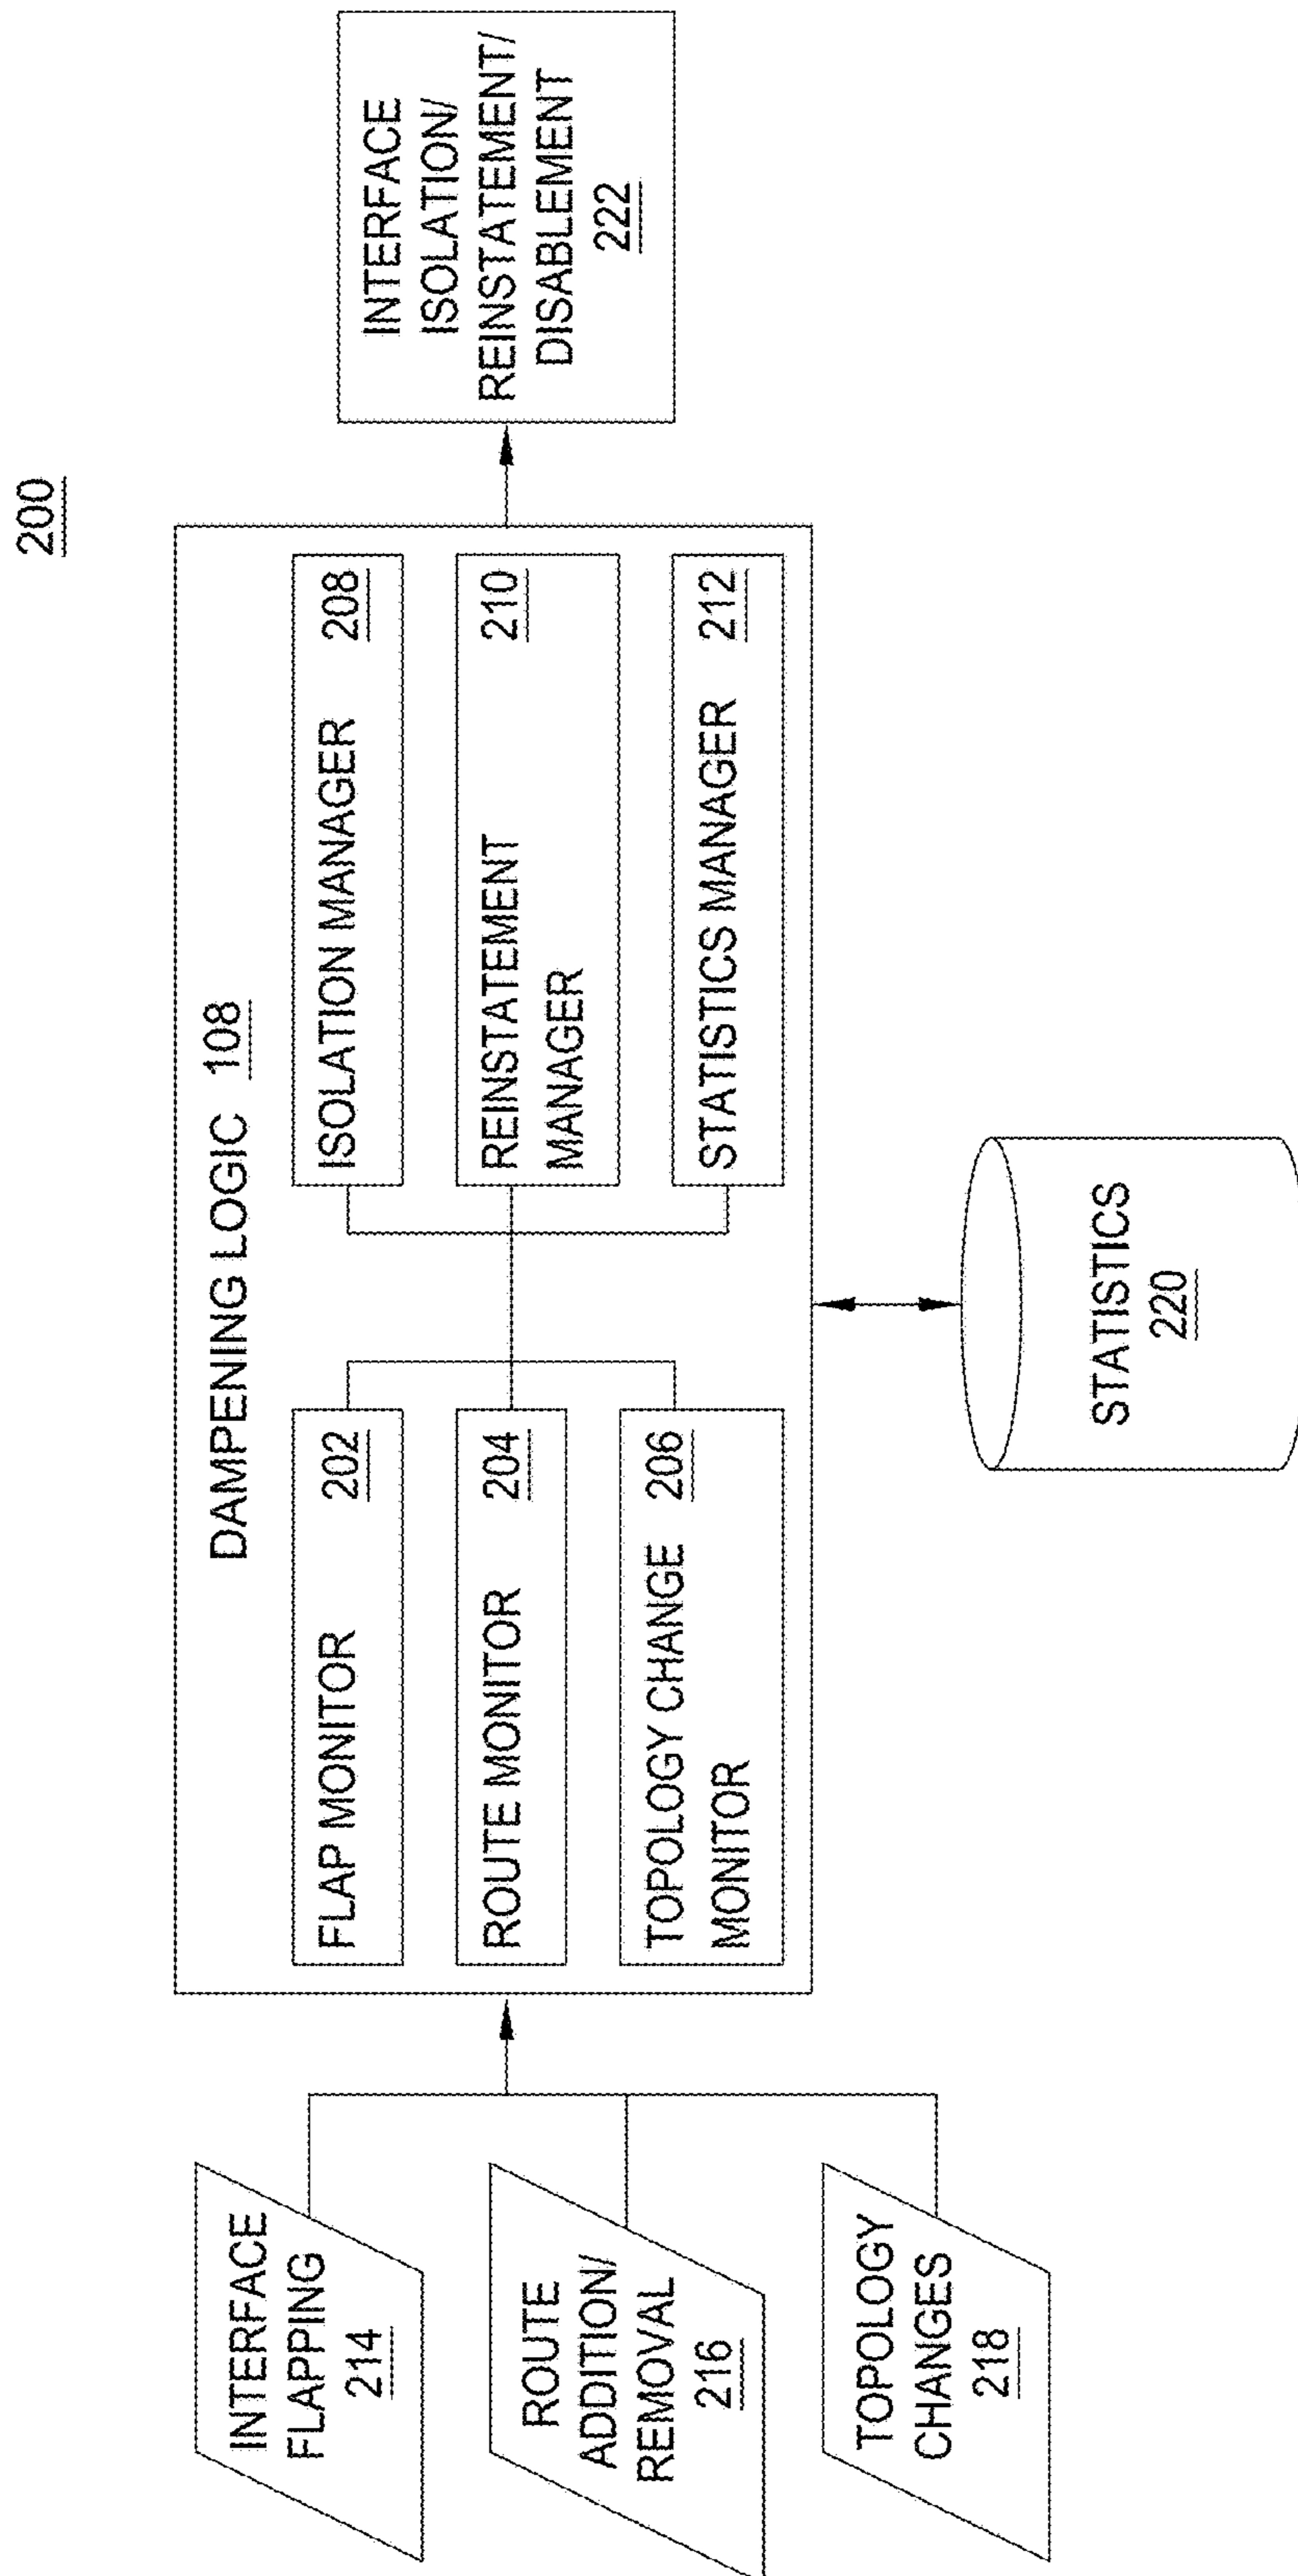 200
INTERFACE
FLAPPING
214
ROUTE
ADDITION/
REMOVAL
216
TOPOLOGY
CHANGES
218
DAMPENING LOGIC 108
FLAP MONITOR 202
ROUTE MONITOR 204
TOPOLOGY CHANGE 206
MONITOR
ISOLATION MANAGER 208
REINSTATEMENT 210
MANAGER
STATISTICS MANAGER 212
STATISTICS
220
INTERFACE
ISOLATION/
REINSTATEMENT/
DISABLEMENT
222